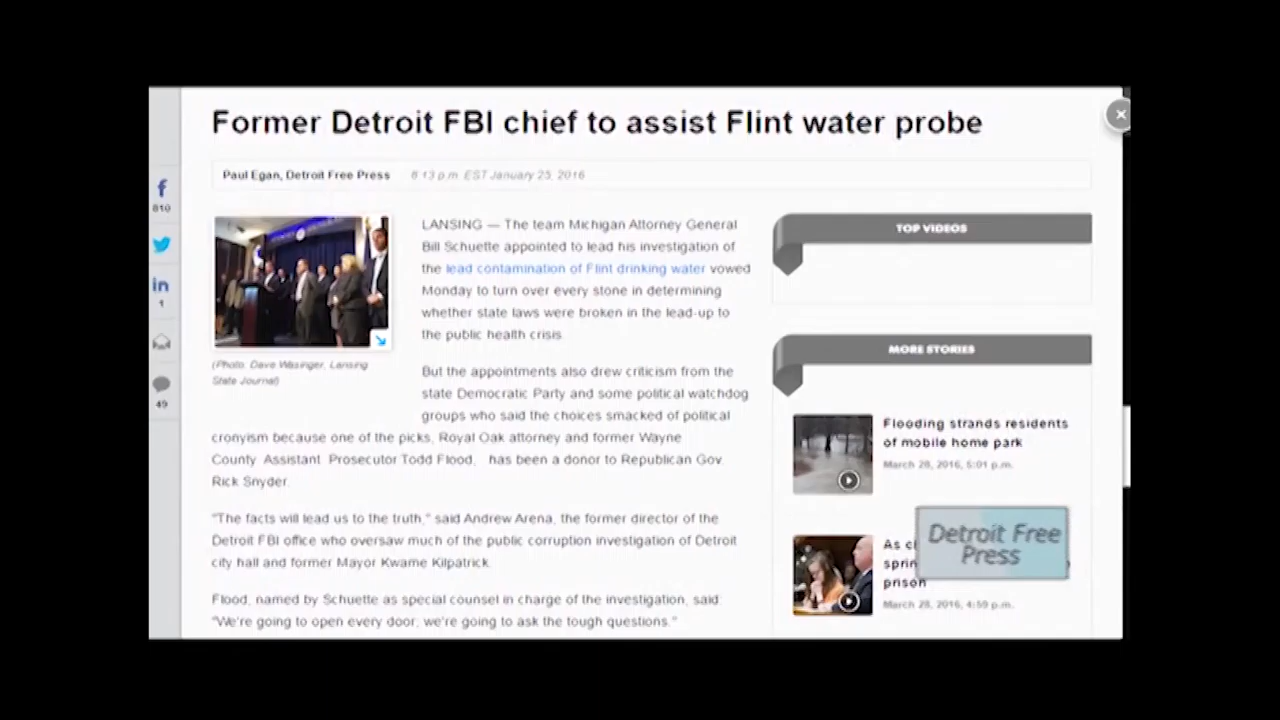 Former Detroit FBI chief to assist Flint water probe
Paul Egan, Detroit Free Press 6:13 p.m. EST January 25, 2016
810
1
49
(Photo: Dave Wasinger, Lansing
State Journal)
LANSING — The team Michigan Attorney General
Bill Schuette appointed to lead his investigation of
the lead contamination of Flint drinking water vowed
Monday to turn over every stone in determining
whether state laws were broken in the lead-up to
the public health crisis.
But the appointments also drew criticism from the
state Democratic Party and some political watchdog
groups who said the choices smacked of political
cronyism because one of the picks, Royal Oak attorney and former Wayne
County Assistant Prosecutor Todd Flood, has been a donor to Republican Gov.
Rick Snyder.
"The facts will lead us to the truth," said Andrew Arena, the former director of the
Detroit FBI office who oversaw much of the public corruption investigation of Detroit
city hall and former Mayor Kwame Kilpatrick.
Flood, named by Schuette as special counsel in charge of the investigation, said:
"We're going to open every door, we're going to ask the tough questions."
TOP VIDEOS
MORE STORIES
Flooding strands residents
of mobile home park
March 28, 2016, 5:01 p.m.
As
prison
March 28, 2016, 4:59 p.m.
Detroit Free
Press